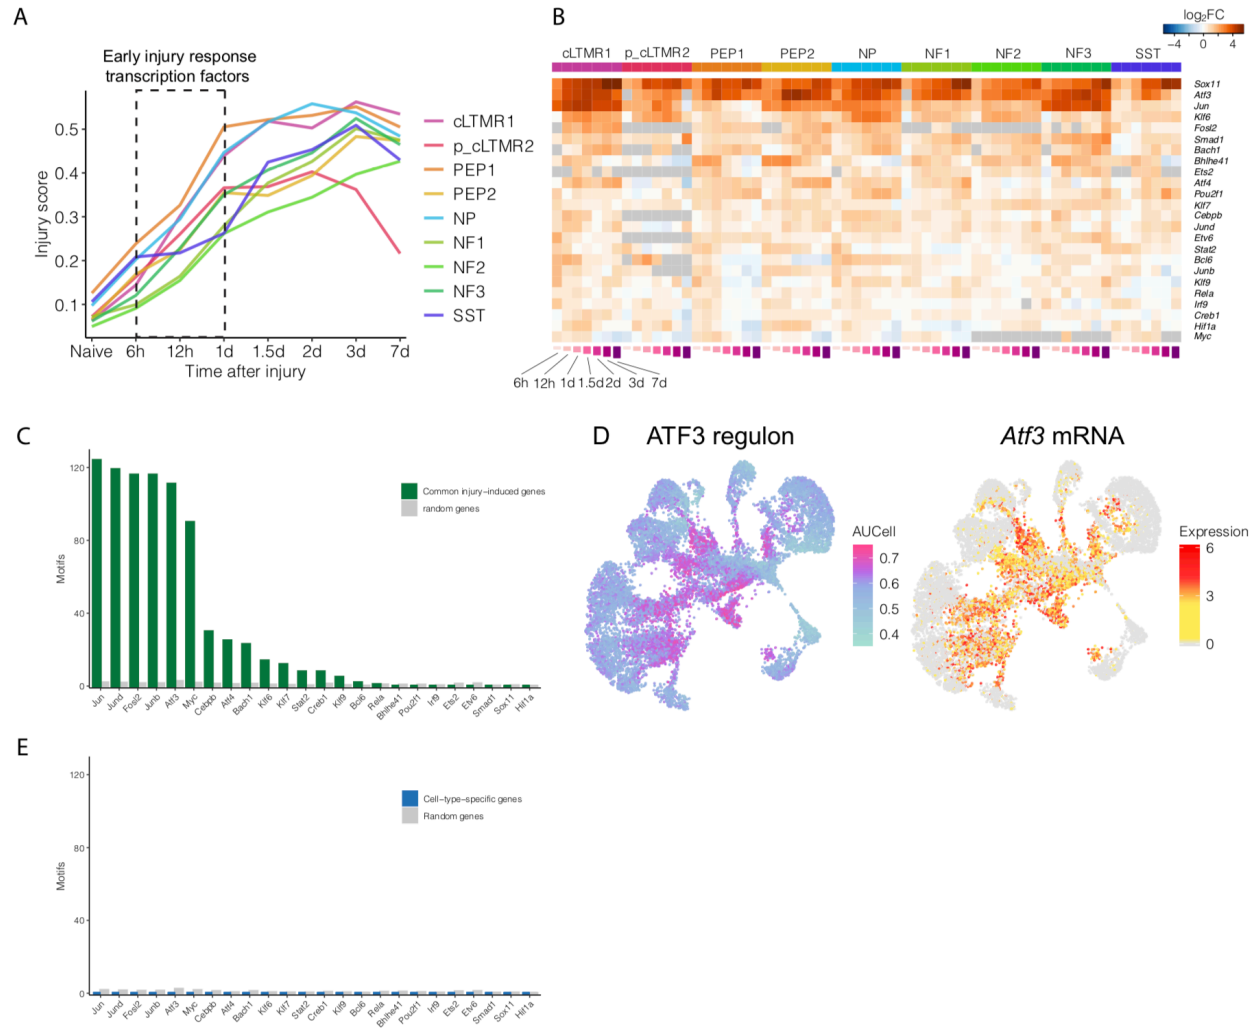 A
Early injury response
transcription factors
Injury score
0.5
0.4
0.3
0.2
0.1
Naive 6h 12h 1d 1.5d 2d 3d 7d
Time after injury
cLTMR1
p_cLTMR2
PEP1
PEP2
NP
NF1
NF2
NF3
SST
B
log2FC
−4 0 4
cLTMR1 p_cLTMR2 PEP1 PEP2 NP NF1 NF2 NF3 SST
Sox11
Atf3
Jun
Klf6
Fosl2
Smad1
Bach1
Bhlhe41
Ets2
Atf4
Pou2f1
Klf7
Cebpb
Jund
Etv6
Stat2
Bcl6
Junb
Klf9
Rela
Irf9
Creb1
Hif1a
Myc
6h 12h 1d 1.5d 2d 3d 7d
C
Motifs
120
80
40
0
Common injury−induced genes
random genes
Jun Jund Fosl2 Junb Atf3 Myc Cebpb Atf4 Bach1 Klf6 Klf7 Stat2 Creb1 Klf9 Bcl6 Rela Bhlhe41 Pou2f1 Irf9 Ets2 Etv6 Smad1 Sox11 Hif1a
D
ATF3 regulon
AUCell
0.7
0.6
0.5
0.4
Atf3 mRNA
Expression
6
3
0
E
Motifs
120
80
40
0
Cell−type−specific genes
Random genes
Jun Jund Fosl2 Junb Atf3 Myc Cebpb Atf4 Bach1 Klf6 Klf7 Stat2 Creb1 Klf9 Bcl6 Rela Bhlhe41 Pou2f1 Irf9 Ets2 Etv6 Smad1 Sox11 Hif1a